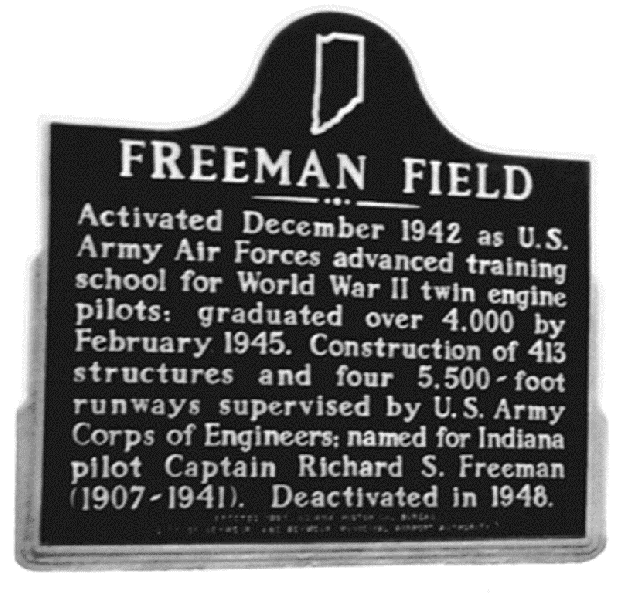 FREEMAN FIELD
Activated December 1942 as U.S.
Army Air Forces advanced training
school for World War II twin engine
pilots; graduated over 4,000 by
February 1945. Construction of 413
structures and four 5,500-foot
runways supervised by U.S. Army
Corps of Engineers; named for Indiana
pilot Captain Richard S. Freeman
(1907-1941). Deactivated in 1948.